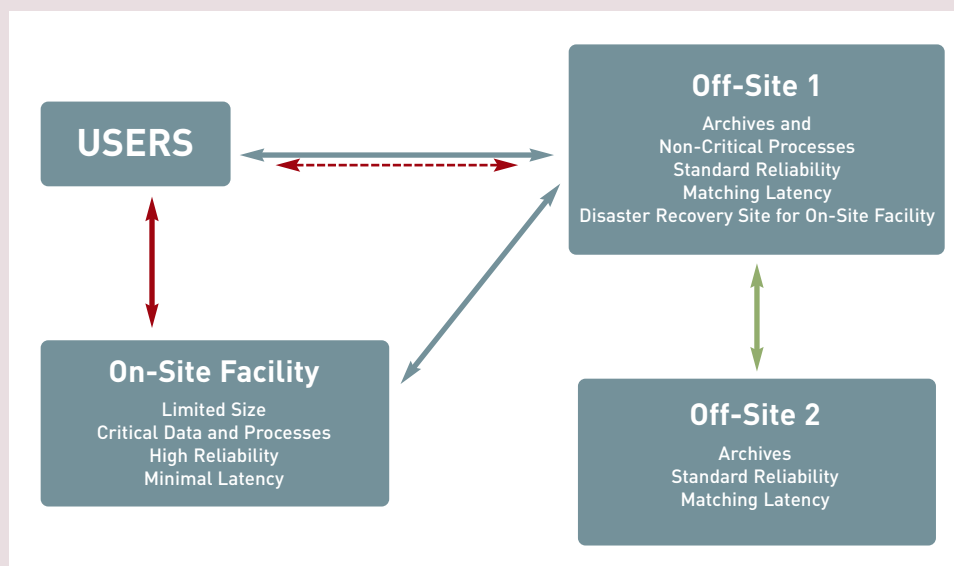 USERS
Off-Site 1
Archives and
Non-Critical Processes
Standard Reliability
Matching Latency
Disaster Recovery Site for On-Site Facility
On-Site Facility
Limited Size
Critical Data and Processes
High Reliability
Minimal Latency
Off-Site 2
Archives
Standard Reliability
Matching Latency